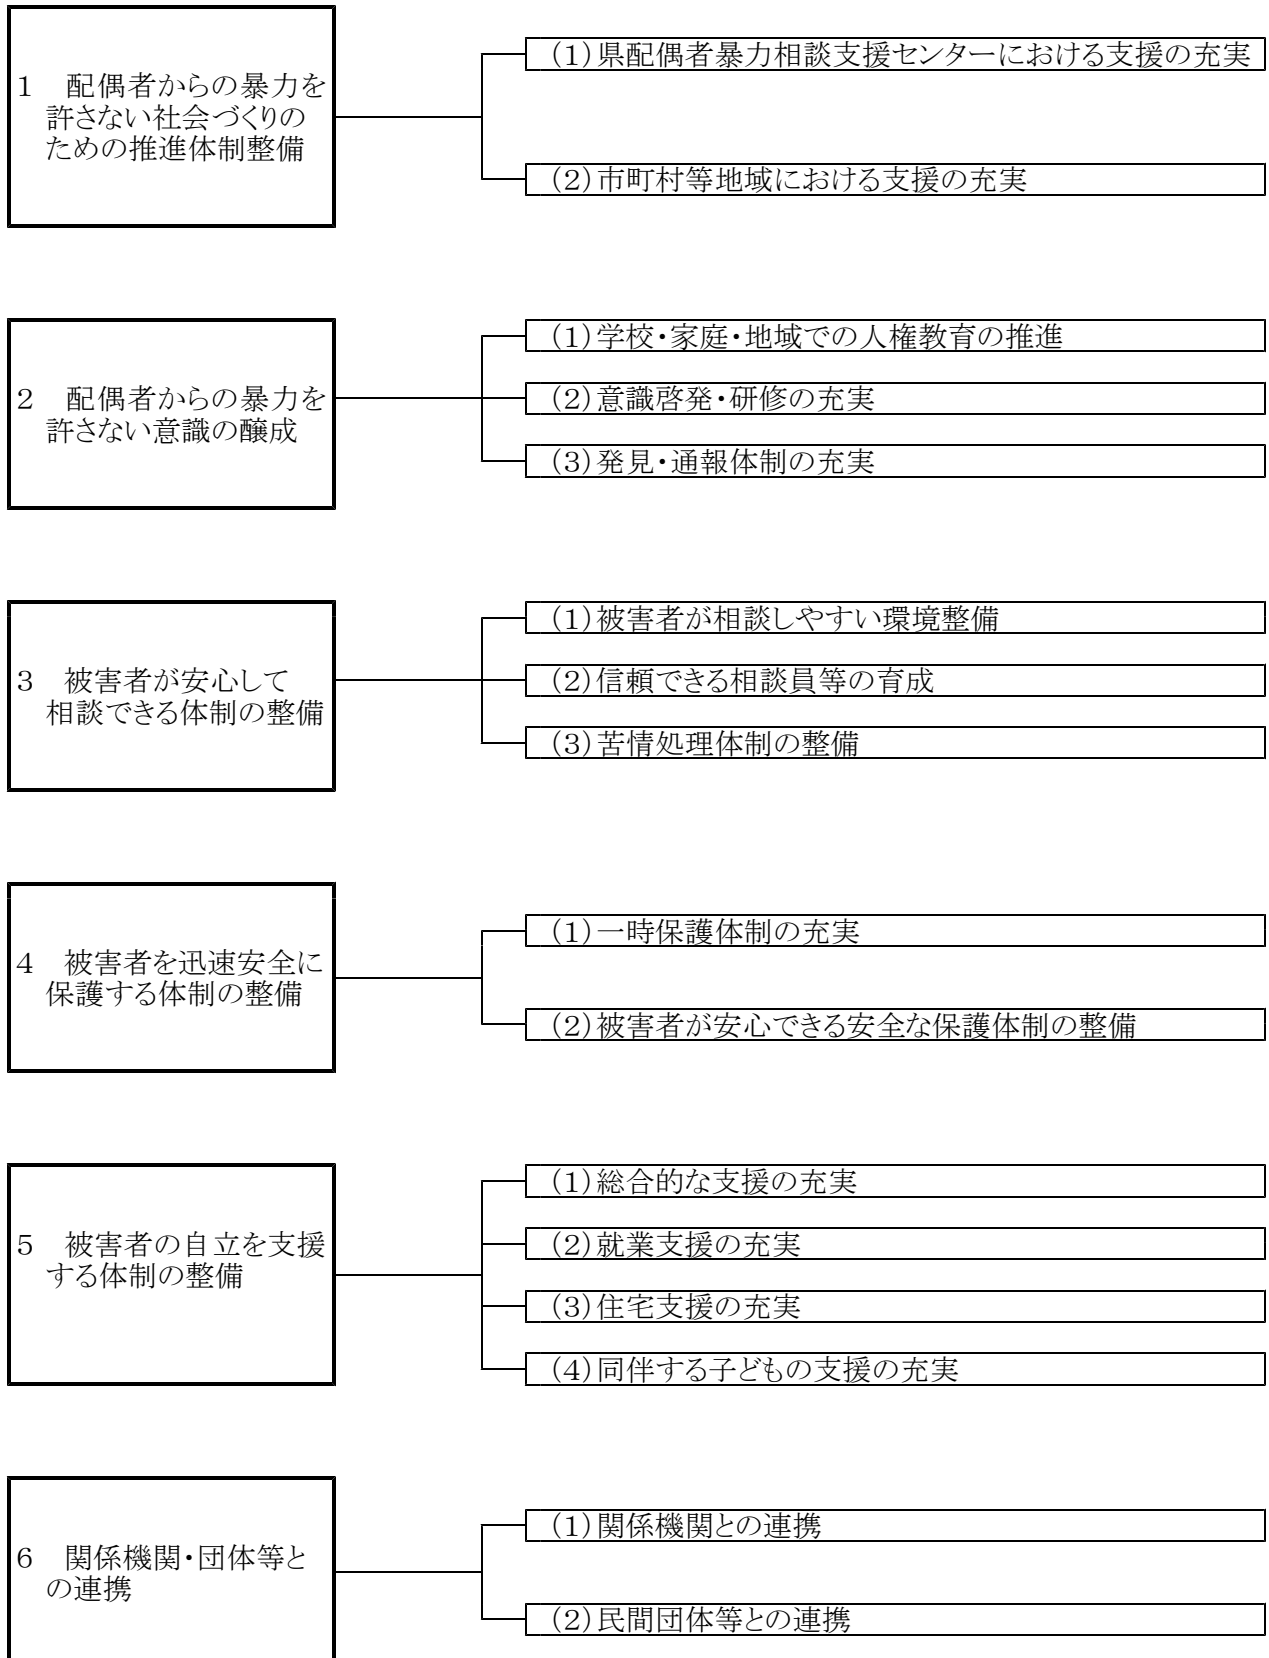 1　配偶者からの暴力を
許さない社会づくりの
ための推進体制整備
（1）県配偶者暴力相談支援センターにおける支援の充実
（2）市町村等地域における支援の充実
2　配偶者からの暴力を
許さない意識の醸成
（1）学校・家庭・地域での人権教育の推進
（2）意識啓発・研修の充実
（3）発見・通報体制の充実
3　被害者が安心して
相談できる体制の整備
（1）被害者が相談しやすい環境整備
（2）信頼できる相談員等の育成
（3）苦情処理体制の整備
4　被害者を迅速安全に
保護する体制の整備
（1）一時保護体制の充実
（2）被害者が安心できる安全な保護体制の整備
5　被害者の自立を支援
する体制の整備
（1）総合的な支援の充実
（2）就業支援の充実
（3）住宅支援の充実
（4）同伴する子どもの支援の充実
6　関係機関・団体等と
の連携
（1）関係機関との連携
（2）民間団体等との連携